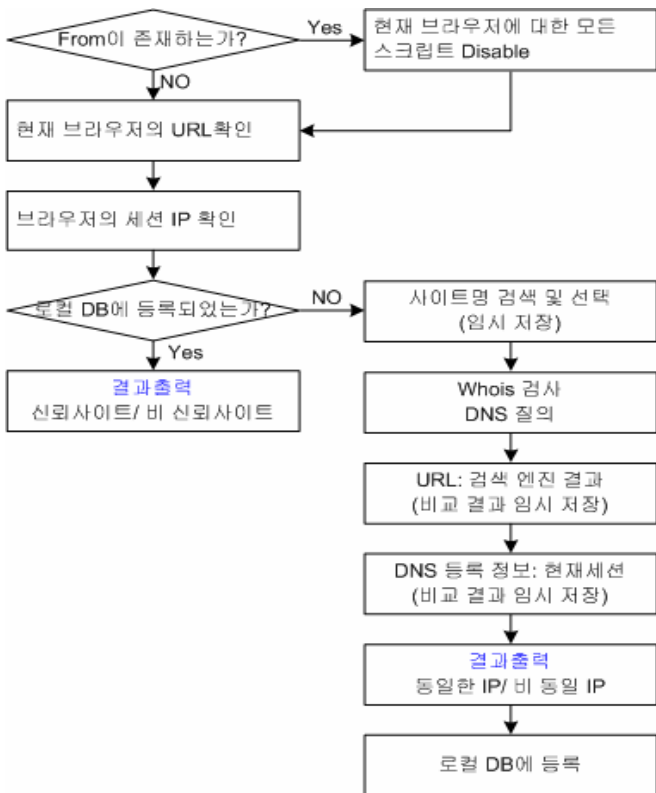 From이 존재하는가?
Yes
현재 브라우저에 대한 모든
스크립트 Disable
NO
현재 브라우저의 URL확인
브라우저의 세션 IP 확인
로컬 DB에 등록되었는가?
NO
사이트명 검색 및 선택
(임시 저장)
Yes
결과출력
신뢰사이트/ 비 신뢰사이트
Whois 검사
DNS 질의
URL: 검색 엔진 결과
(비교 결과 임시 저장)
DNS 등록 정보: 현재세션
(비교 결과 임시 저장)
결과출력
동일한 IP/ 비 동일 IP
로컬 DB에 등록